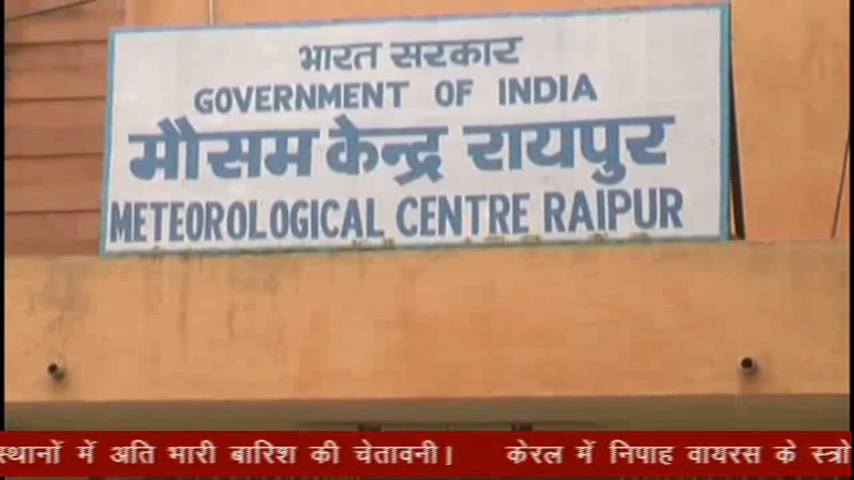 भारत सरकार
GOVERNMENT OF INDIA
मौसम केन्द्र रायपुर
METEOROLOGICAL CENTRE RAIPUR
स्थानों में अति भारी बारिश की चेतावनी। केरल में निपाह वायरस के स्त्रो